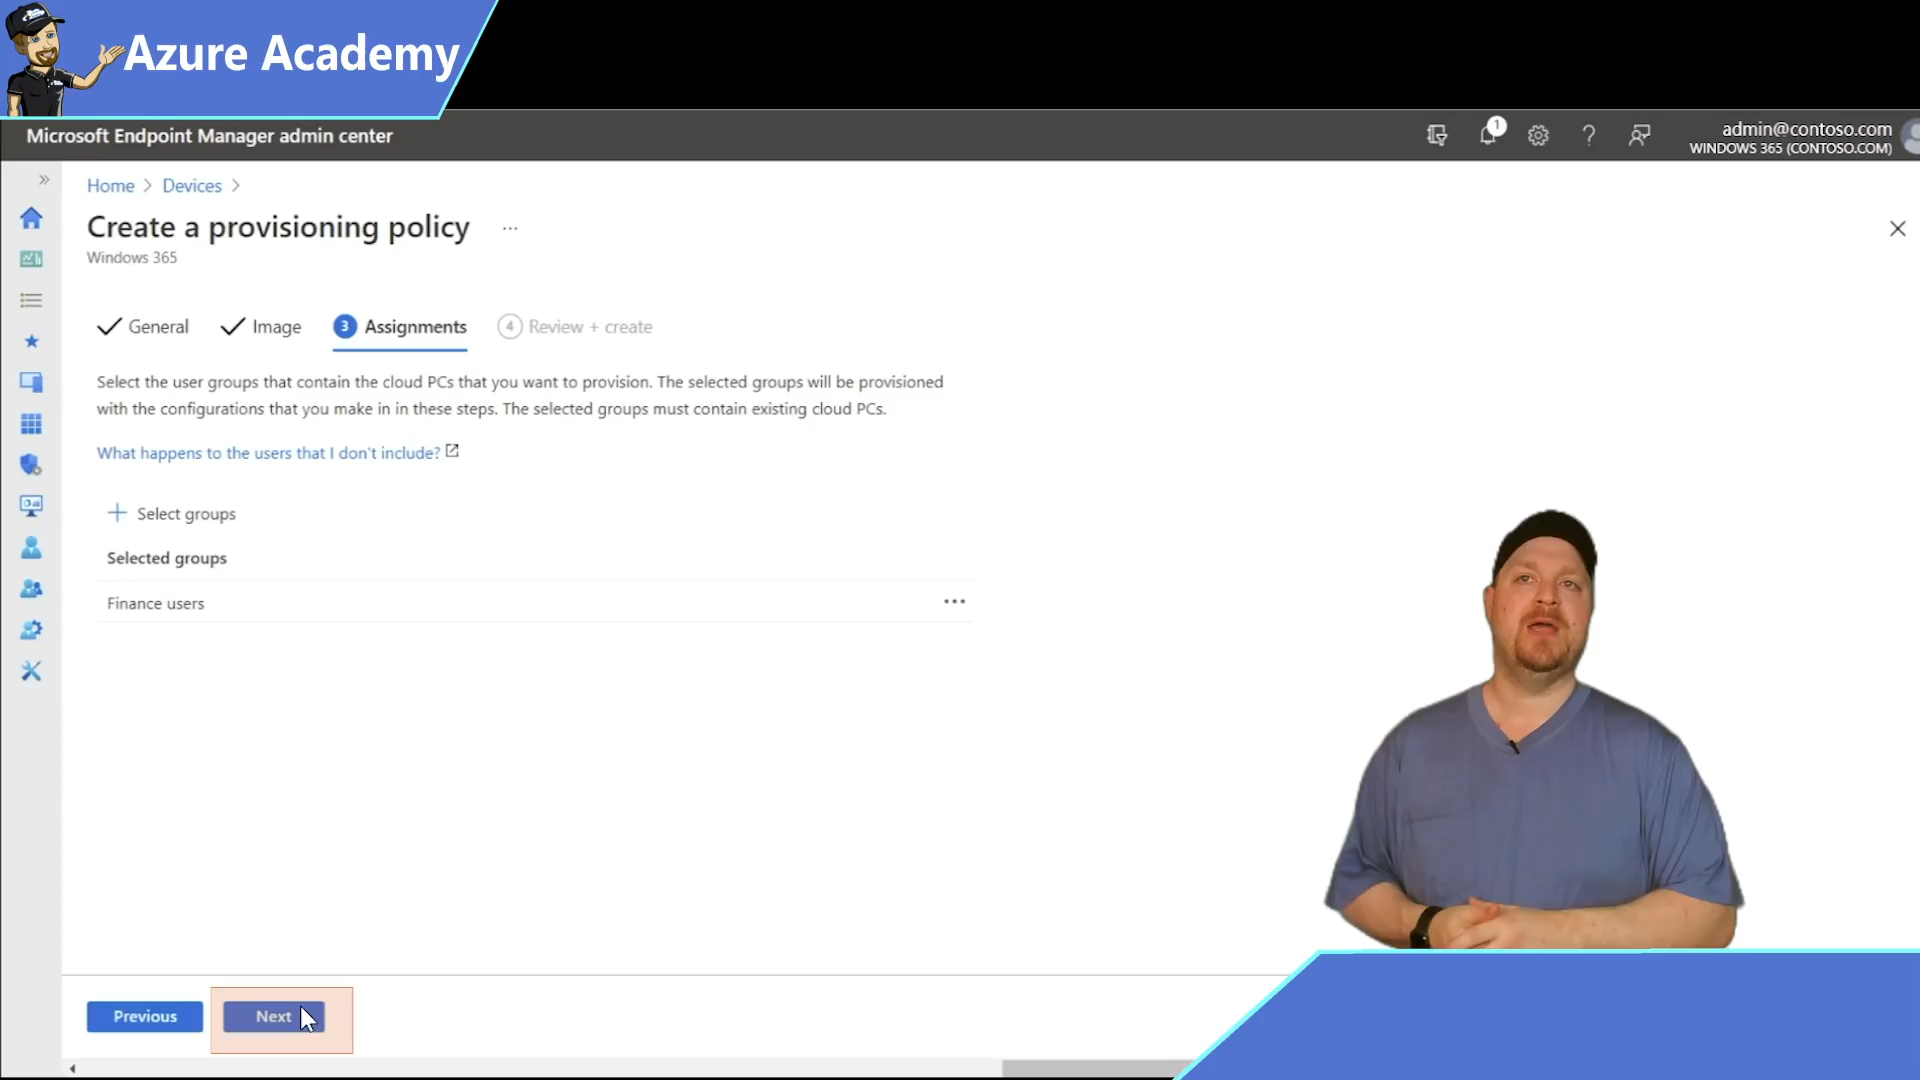 Azure Academy
Microsoft Endpoint Manager admin center
1
admin@contoso.com
WINDOWS 365 (CONTOSO.COM)
Home > Devices >
Create a provisioning policy ...
Windows 365
General Image 3 Assignments 4 Review + create
Select the user groups that contain the cloud PCs that you want to provision. The selected groups will be provisioned
with the configurations that you make in in these steps. The selected groups must contain existing cloud PCs.
What happens to the users that I don't include?
+ Select groups
Selected groups
Finance users ...
Previous Next